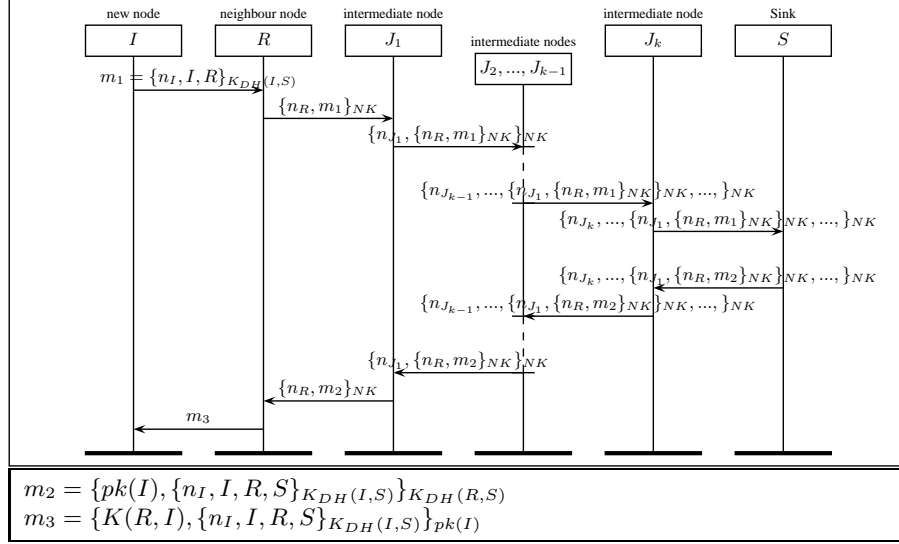 new node neighbour node intermediate node intermediate node Sink
I R J_1 intermediate nodes J_k S
J_2, ..., J_{k-1}
m_1 = {n_I, I, R}_{K_{DH}(I,S)}
{n_R, m_1}_{NK}
{n_{J_1}, {n_R, m_1}_{NK}}_{NK}
{n_{J_{k-1}}, ..., {n_{J_1}, {n_R, m_1}_{NK}}_{NK}, ..., }_{NK}
{n_{J_k}, ..., {n_{J_1}, {n_R, m_1}_{NK}}_{NK}, ..., }_{NK}
{n_{J_k}, ..., {n_{J_1}, {n_R, m_2}_{NK}}_{NK}, ..., }_{NK}
{n_{J_{k-1}}, ..., {n_{J_1}, {n_R, m_2}_{NK}}_{NK}, ..., }_{NK}
{n_{J_1}, {n_R, m_2}_{NK}}_{NK}
{n_R, m_2}_{NK}
m_3
m_2 = {pk(I), {n_I, I, R, S}_{K_{DH}(I,S)}}_{K_{DH}(R,S)}
m_3 = {K(R, I), {n_I, I, R, S}_{K_{DH}(I,S)}}_{pk(I)}